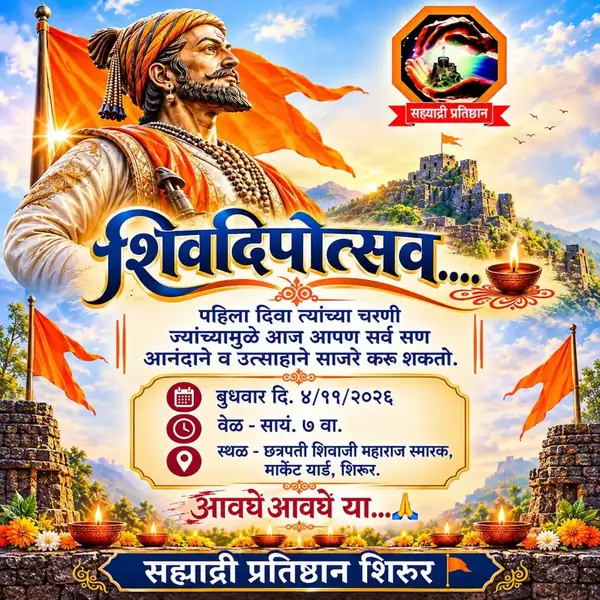 सह्याद्री प्रतिष्ठान
शिवदिपोत्सव....
पहिला दिवा त्यांच्या चरणी
ज्यांच्यामुळे आज आपण सर्व सण
आनंदाने व उत्साहाने साजरे करू शकतो.
बुधवार दि. ४/११/२०२६
वेळ - सायं. ७ वा.
स्थळ - छत्रपती शिवाजी महाराज स्मारक,
मार्केट यार्ड, शिरूर.
आवर्घे आवर्घे या...🙏
सह्याद्री प्रतिष्ठान शिरुर